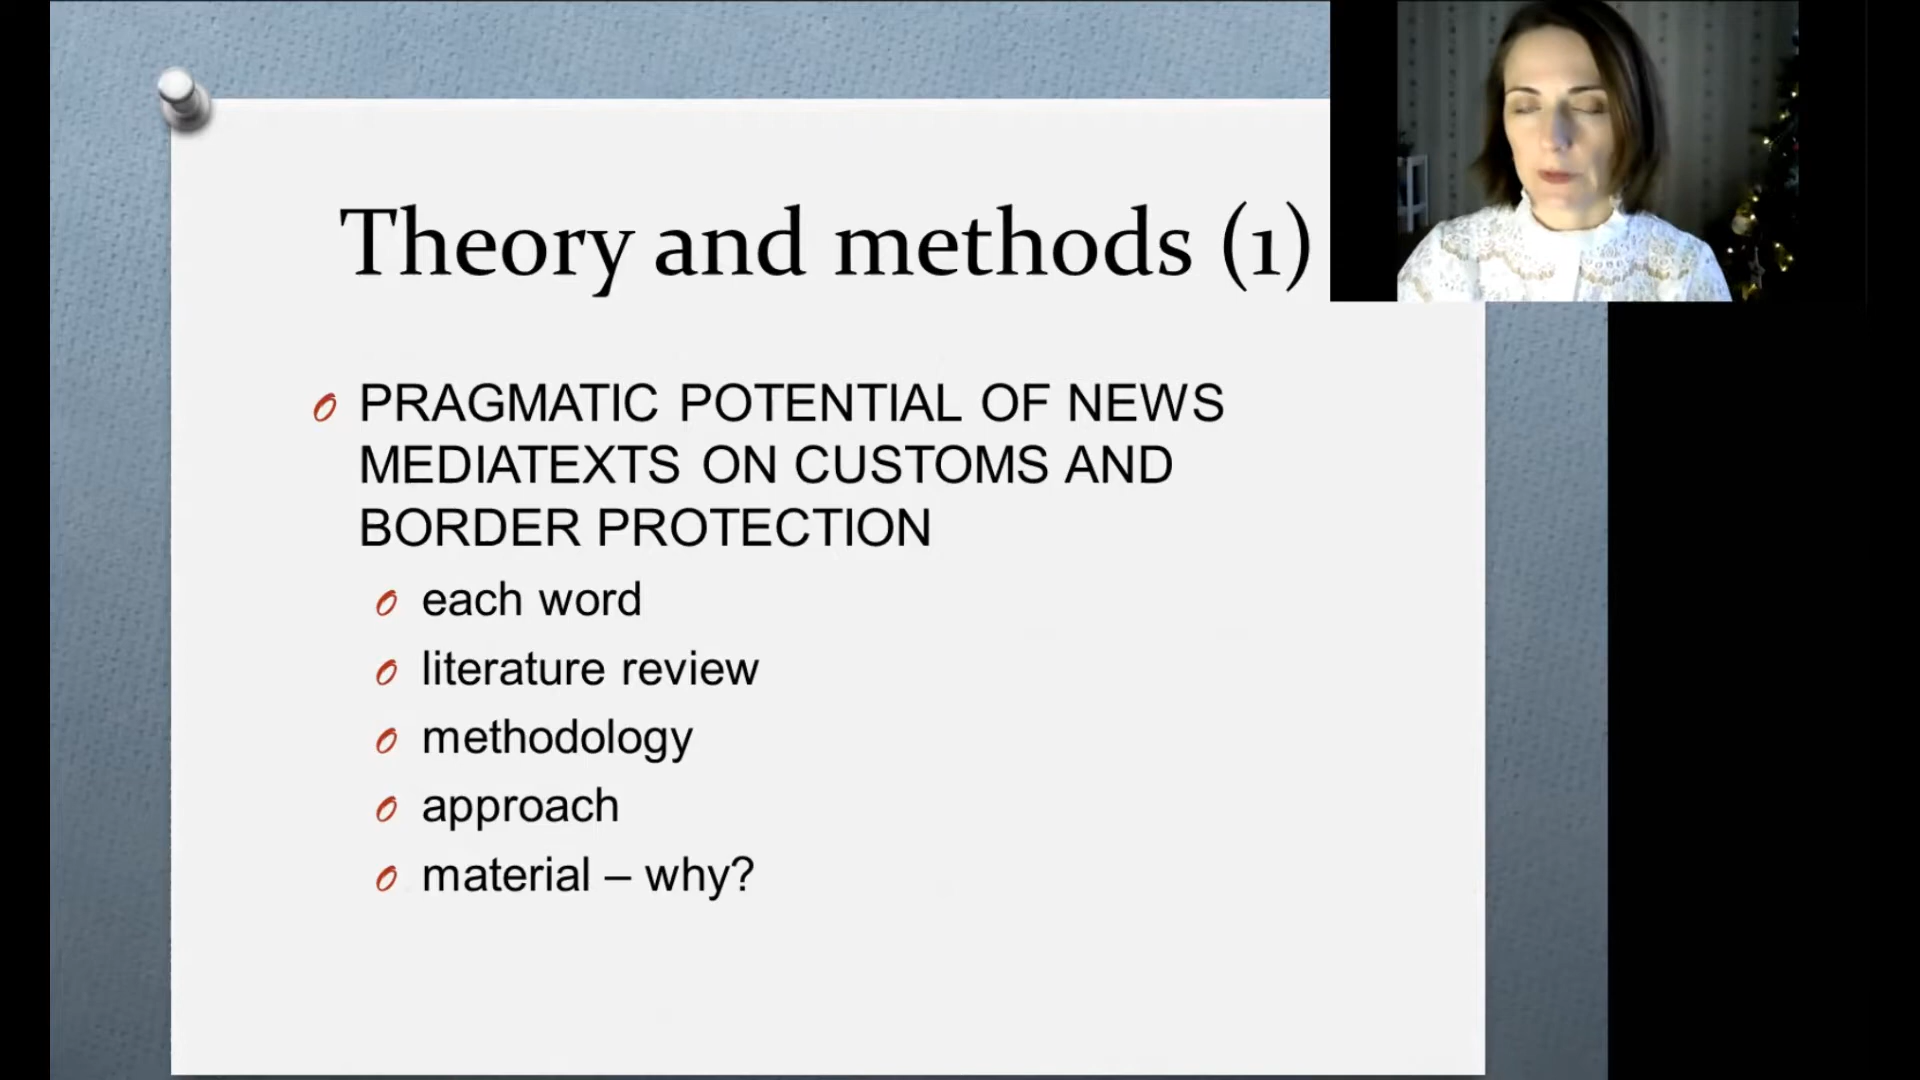 Theory and methods (1)
PRAGMATIC POTENTIAL OF NEWS
MEDIATEXTS ON CUSTOMS AND
BORDER PROTECTION
each word
literature review
methodology
approach
material – why?